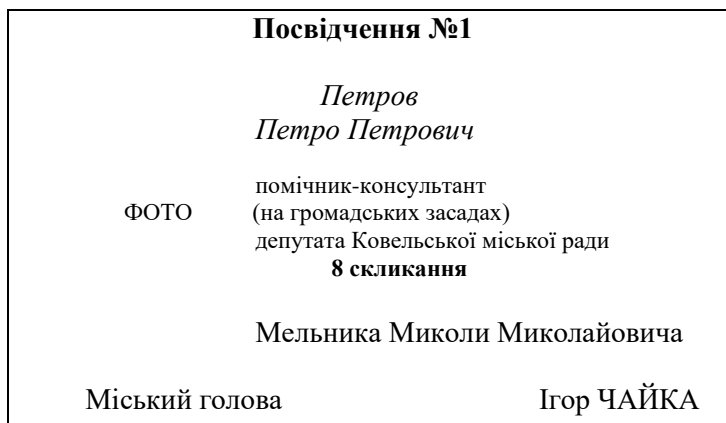 Посвідчення №1
Петров
Петро Петрович
помічник-консультант
ФОТО (на громадських засадах)
депутата Ковельської міської ради
8 скликання
Мельника Миколи Миколайовича
Міський голова Ігор ЧАЙКА